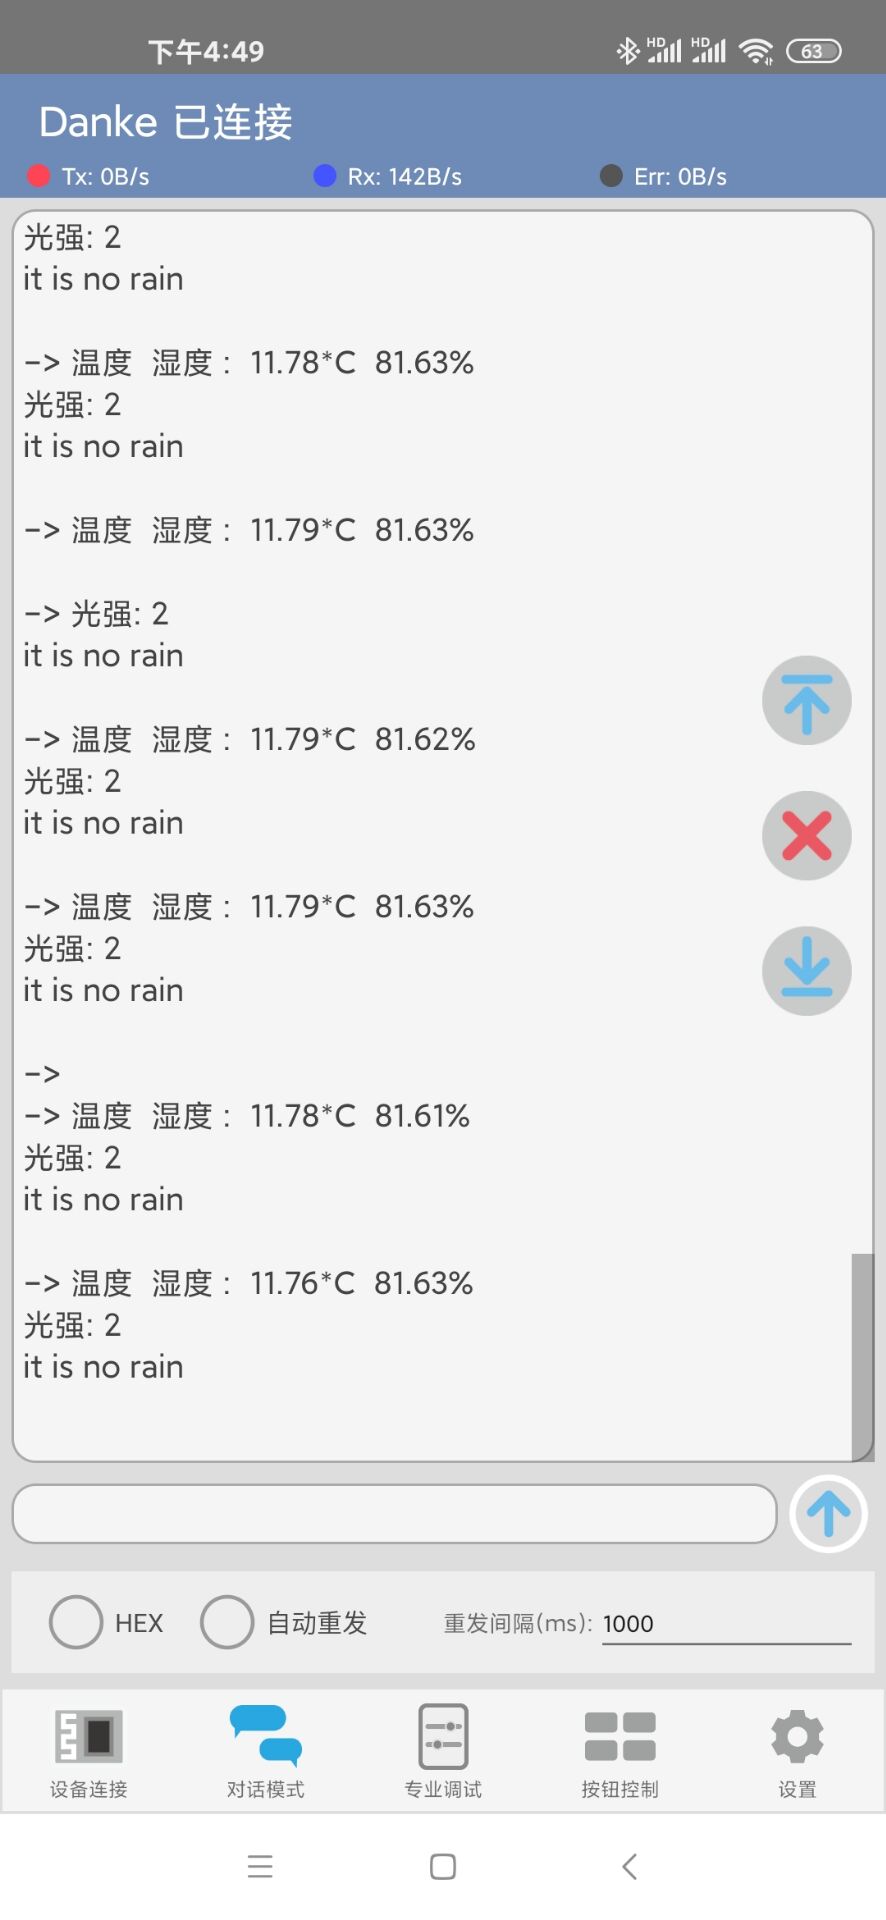 下午4:49
HD HD 63
Danke 已连接
Tx: 0B/s Rx: 142B/s Err: 0B/s
光强: 2
it is no rain
-> 温度 湿度 : 11.78*C 81.63%
光强: 2
it is no rain
-> 温度 湿度 : 11.79*C 81.63%
-> 光强: 2
it is no rain
-> 温度 湿度 : 11.79*C 81.62%
光强: 2
it is no rain
-> 温度 湿度 : 11.79*C 81.63%
光强: 2
it is no rain
->
-> 温度 湿度 : 11.78*C 81.61%
光强: 2
it is no rain
-> 温度 湿度 : 11.76*C 81.63%
光强: 2
it is no rain
HEX 自动重发 重发间隔(ms): 1000
设备连接 对话模式 专业调试 按钮控制 设置